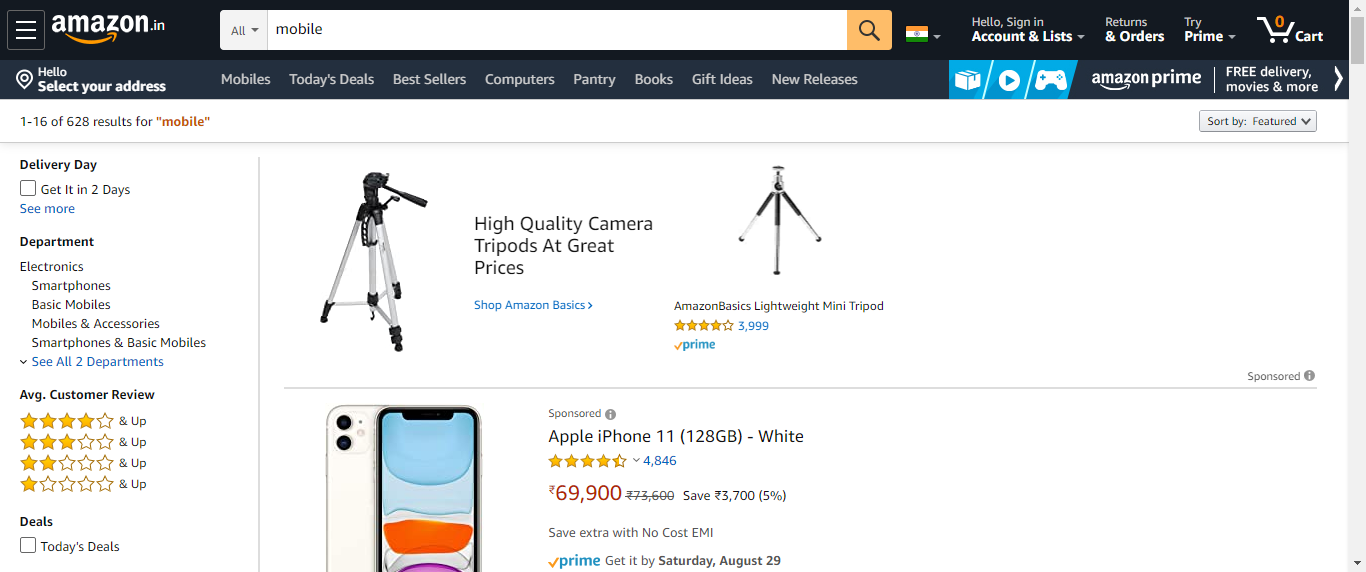 amazon.in
All
mobile
Hello, Sign in
Account & Lists
Returns
& Orders
Try
Prime
0
Cart
Hello
Select your address
Mobiles
Today's Deals
Best Sellers
Computers
Pantry
Books
Gift Ideas
New Releases
amazon prime
FREE delivery,
movies & more
1-16 of 628 results for "mobile"
Sort by: Featured
Delivery Day
Get It in 2 Days
See more
Department
Electronics
Smartphones
Basic Mobiles
Mobiles & Accessories
Smartphones & Basic Mobiles
See All 2 Departments
Avg. Customer Review
& Up
& Up
& Up
& Up
Deals
Today's Deals
High Quality Camera
Tripods At Great
Prices
Shop Amazon Basics
AmazonBasics Lightweight Mini Tripod
3,999
prime
Sponsored
Sponsored
Apple iPhone 11 (128GB) - White
4,846
₹69,900 ₹73,600 Save ₹3,700 (5%)
Save extra with No Cost EMI
prime Get it by Saturday, August 29